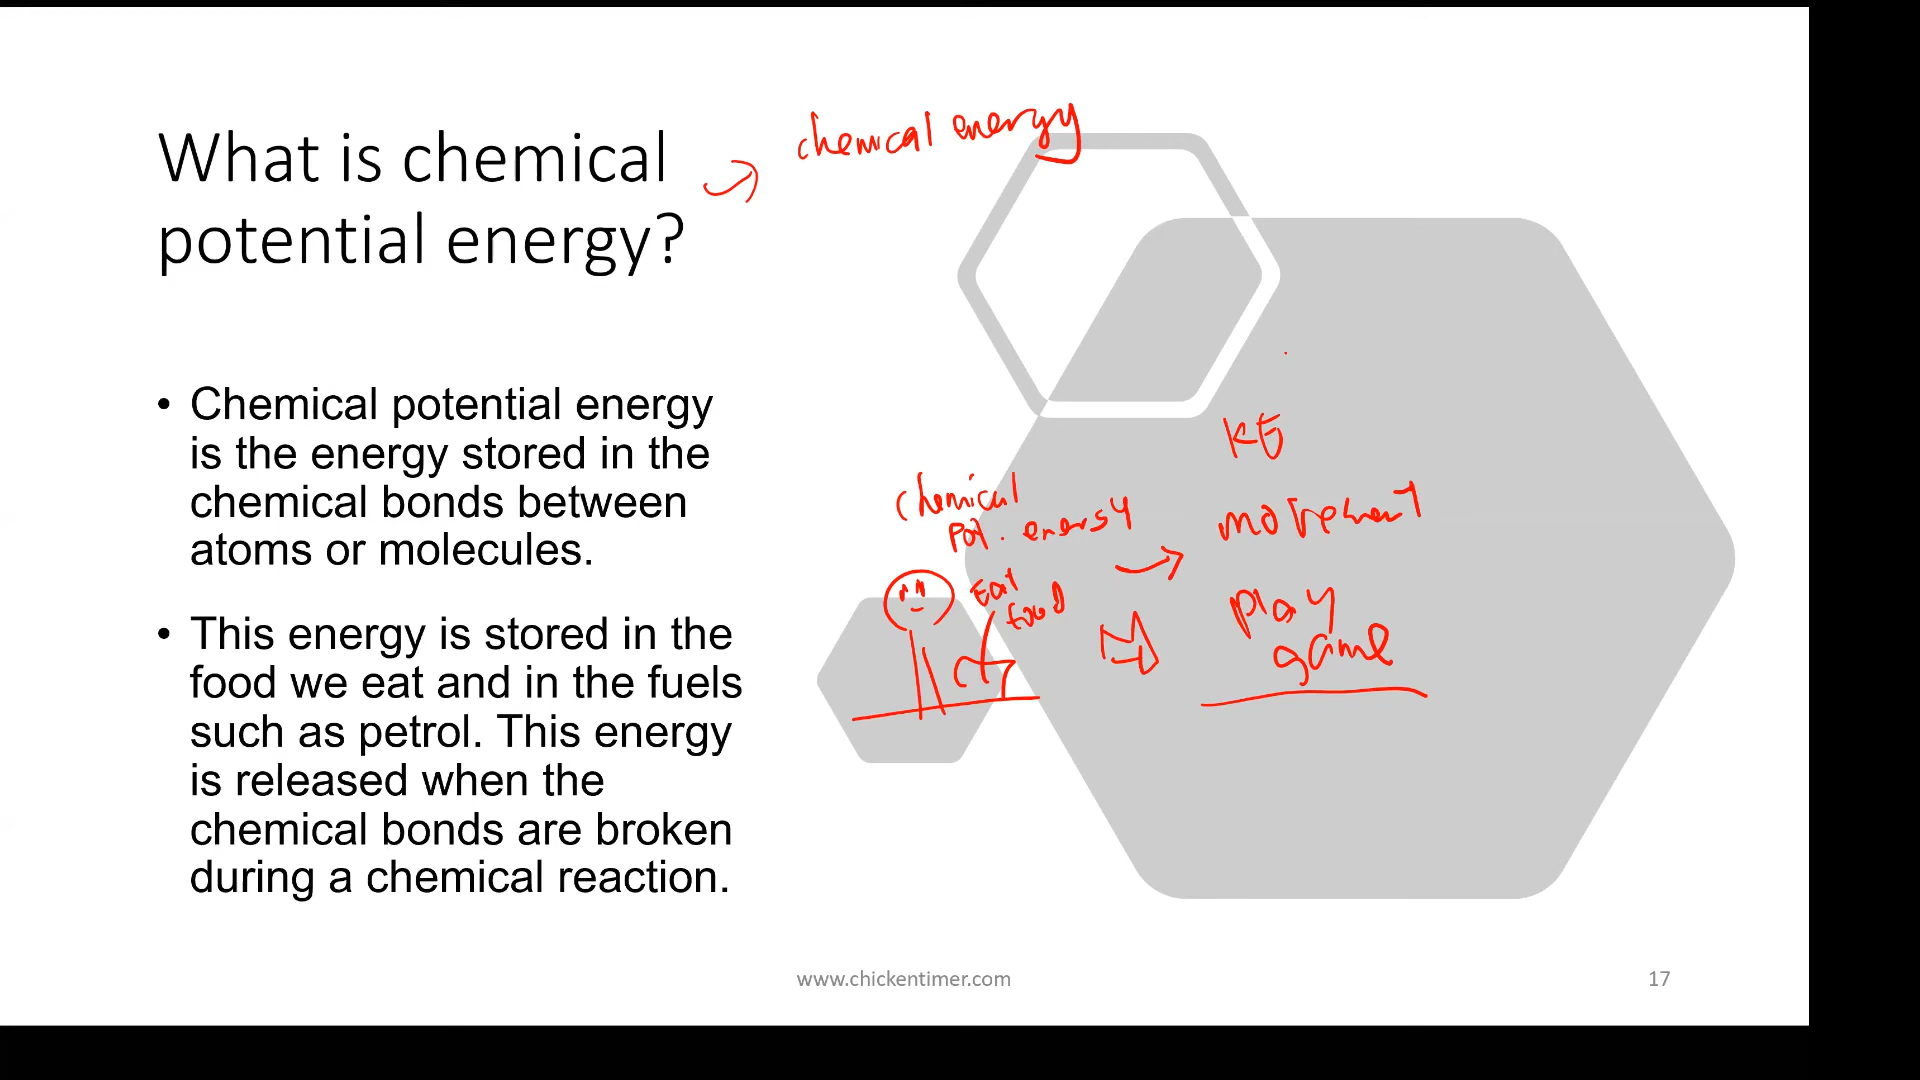 What is chemical
potential energy?
chemical energy
• Chemical potential energy
is the energy stored in the
chemical bonds between
atoms or molecules.
• This energy is stored in the
food we eat and in the fuels
such as petrol. This energy
is released when the
chemical bonds are broken
during a chemical reaction.
chemical
pot. energy
Eat
food
KE
movement
play
game
www.chickentimer.com
17